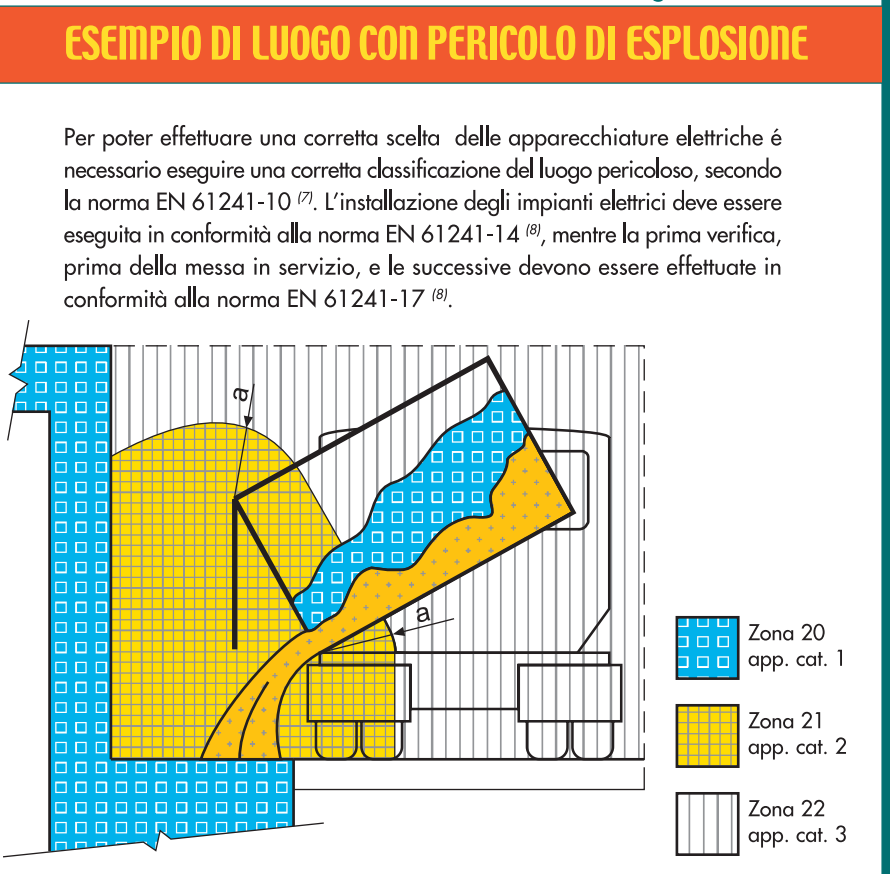 ESEMPIO DI LUOGO CON PERICOLO DI ESPLOSIONE
Per poter effettuare una corretta scelta delle apparecchiature elettriche é
necessario eseguire una corretta classificazione del luogo pericoloso, secondo
la norma EN 61241-10 (7). L'installazione degli impianti elettrici deve essere
eseguita in conformità alla norma EN 61241-14 (8), mentre la prima verifica,
prima della messa in servizio, e le successive devono essere effettuate in
conformità alla norma EN 61241-17 (8).
a
a
Zona 20
app. cat. 1
Zona 21
app. cat. 2
Zona 22
app. cat. 3